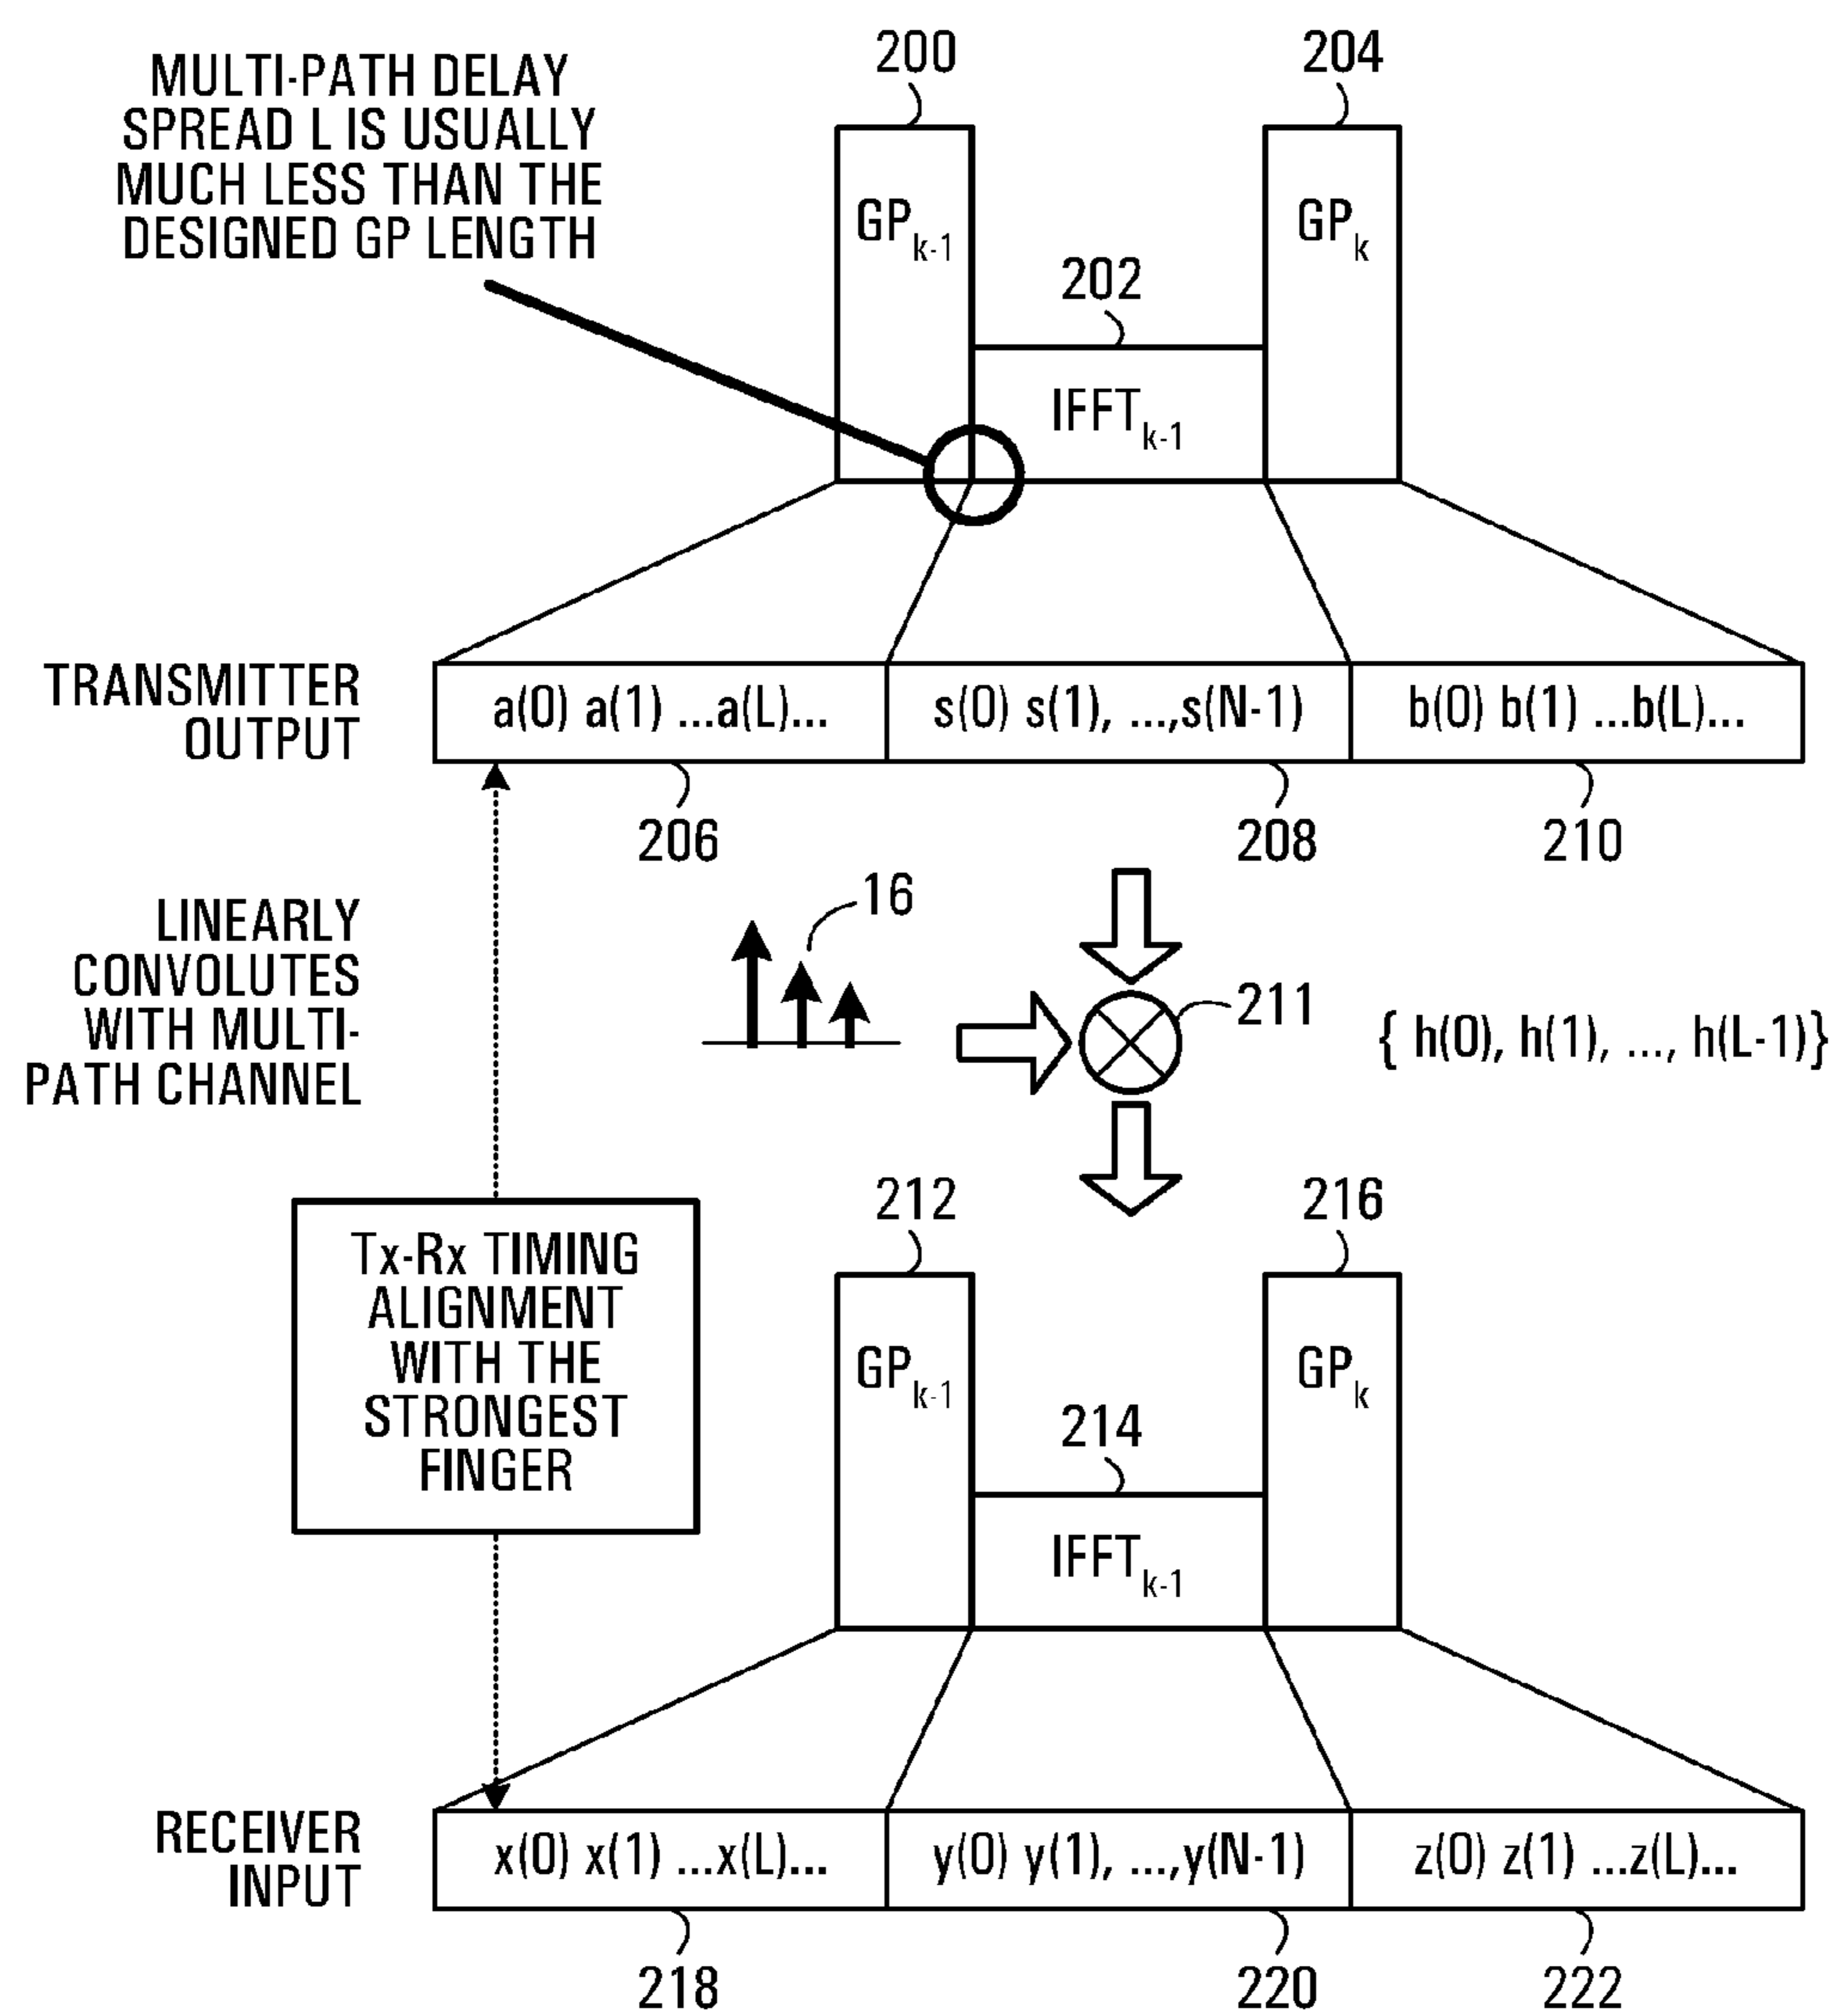 200
204
MULTI-PATH DELAY
SPREAD L IS USUALLY
MUCH LESS THAN THE
DESIGNED GP LENGTH
GPk-1
GPk
202
IFFTk-1
TRANSMITTER
OUTPUT
a(0) a(1) ...a(L)...
s(0) s(1), ...,s(N-1)
b(0) b(1) ...b(L)...
206
208
210
LINEARLY
CONVOLUTES
WITH MULTI-
PATH CHANNEL
16
211
{ h(0), h(1), ..., h(L-1)}
212
216
Tx-Rx TIMING
ALIGNMENT
WITH THE
STRONGEST
FINGER
GPk-1
GPk
214
IFFTk-1
RECEIVER
INPUT
x(0) x(1) ...x(L)...
y(0) y(1), ...,y(N-1)
z(0) z(1) ...z(L)...
218
220
222